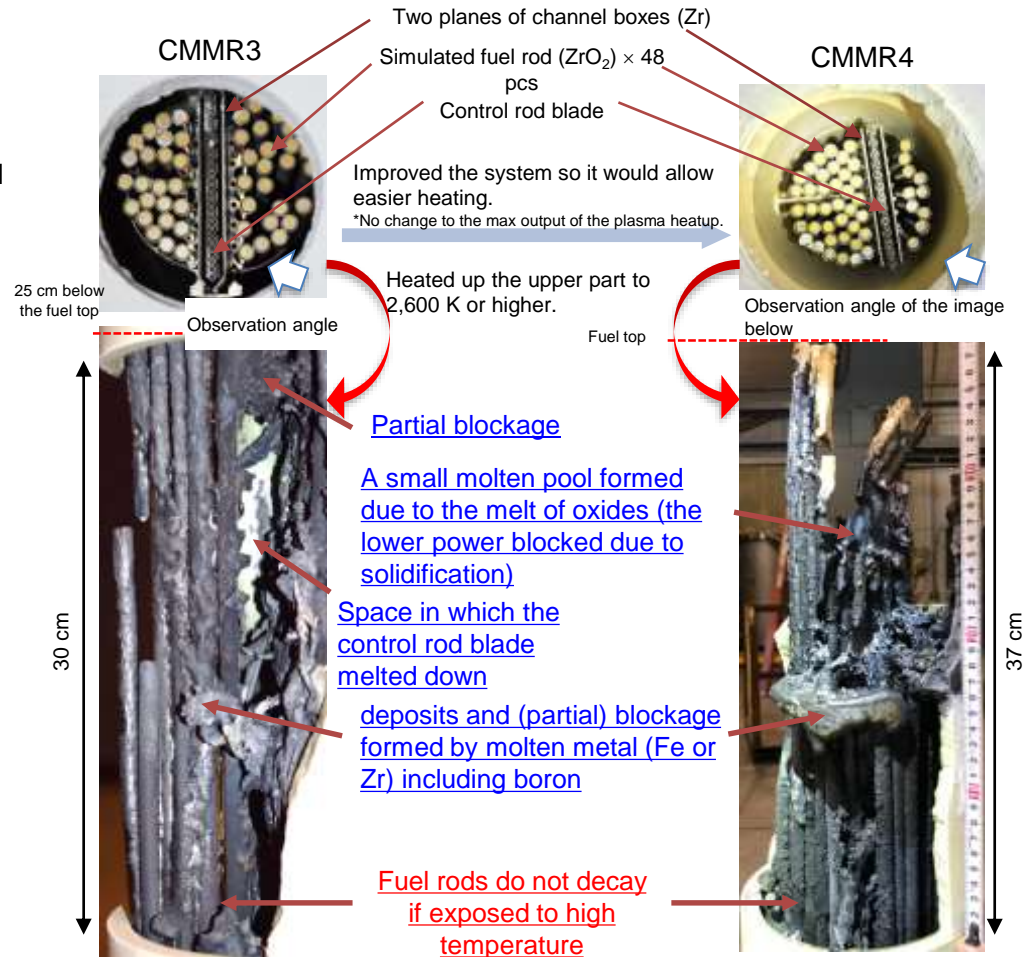 Two planes of channel boxes (Zr)
CMMR3
Simulated fuel rod (ZrO₂) × 48
pcs
CMMR4
Control rod blade
Improved the system so it would allow
easier heating.
*No change to the max output of the plasma heatup.
25 cm below
the fuel top
Observation angle
Heated up the upper part to
2,600 K or higher.
Fuel top
Observation angle of the image
below
Partial blockage
A small molten pool formed
due to the melt of oxides (the
lower power blocked due to
solidification)
Space in which the
control rod blade
melted down
30 cm
37 cm
deposits and (partial) blockage
formed by molten metal (Fe or
Zr) including boron
Fuel rods do not decay
if exposed to high
temperature